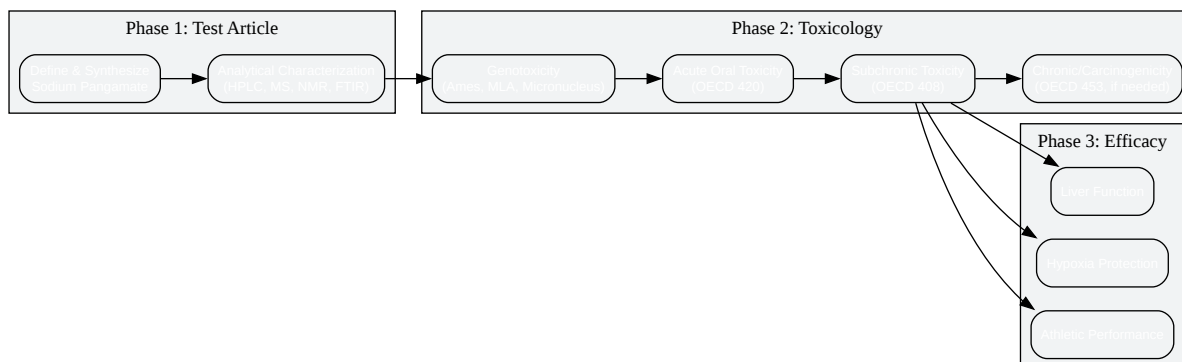 Phase 1: Test Article
Define & Synthesize
Sodium Pangamate
Analytical Characterization
(HPLC, MS, NMR, FTIR)
Phase 2: Toxicology
Genotoxicity
(Ames, MLA, Micronucleus)
Acute Oral Toxicity
(OECD 420)
Subchronic Toxicity
(OECD 408)
Chronic/Carcinogenicity
(OECD 453, if needed)
Phase 3: Efficacy
Liver Function
Hypoxia Protection
Athletic Performance